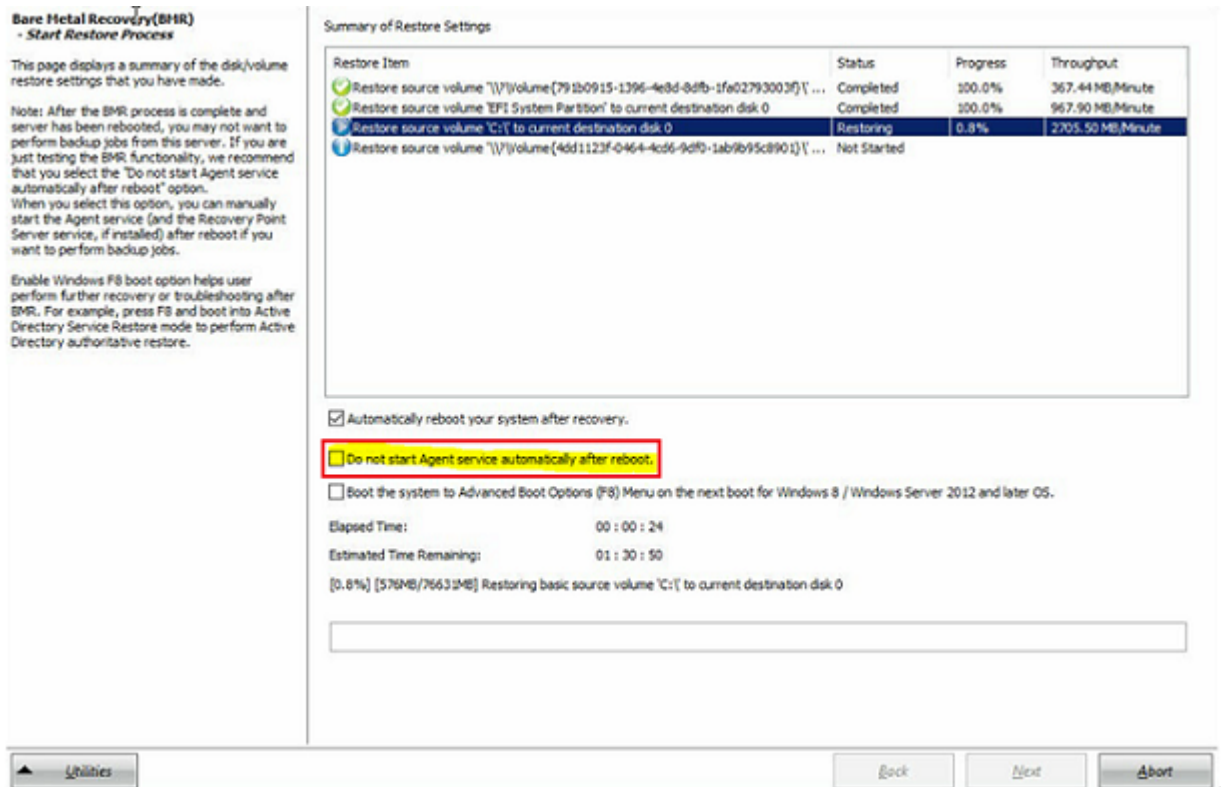 Bare Metal Recovery(BMR)
- Start Restore Process
This page displays a summary of the disk/volume
restore settings that you have made.
Note: After the BMR process is complete and
server has been rebooted, you may not want to
perform backup jobs from this server. If you are
just testing the BMR functionality, we recommend
that you select the "Do not start Agent service
automatically after reboot" option.
When you select this option, you can manually
start the Agent service (and the Recovery Point
Server service, if installed) after reboot if you
want to perform backup jobs.
Enable Windows F8 boot option helps user
perform further recovery or troubleshooting after
BMR. For example, press F8 and boot into Active
Directory Service Restore mode to perform Active
Directory authoritative restore.
Summary of Restore Settings
Restore Item Status Progress Throughput
Restore source volume '\\?\Volume{791b0915-1396-4e8d-8dfb-1fa02793003f}\' ... Completed 100.0% 367.44 MB/Minute
Restore source volume 'EFI System Partition' to current destination disk 0 Completed 100.0% 967.90 MB/Minute
Restore source volume 'C:\' to current destination disk 0 Restoring 0.8% 2705.50 MB/Minute
Restore source volume '\\?\Volume{4dd1123f-0464-4cd6-9df0-1ab9b95c8901}\' ... Not Started
Automatically reboot your system after recovery.
Do not start Agent service automatically after reboot.
Boot the system to Advanced Boot Options (F8) Menu on the next boot for Windows 8 / Windows Server 2012 and later OS.
Elapsed Time: 00 : 00 : 24
Estimated Time Remaining: 01 : 30 : 50
[0.8%] [576MB/76631MB] Restoring basic source volume 'C:\' to current destination disk 0
Utilities
Back
Next
Abort